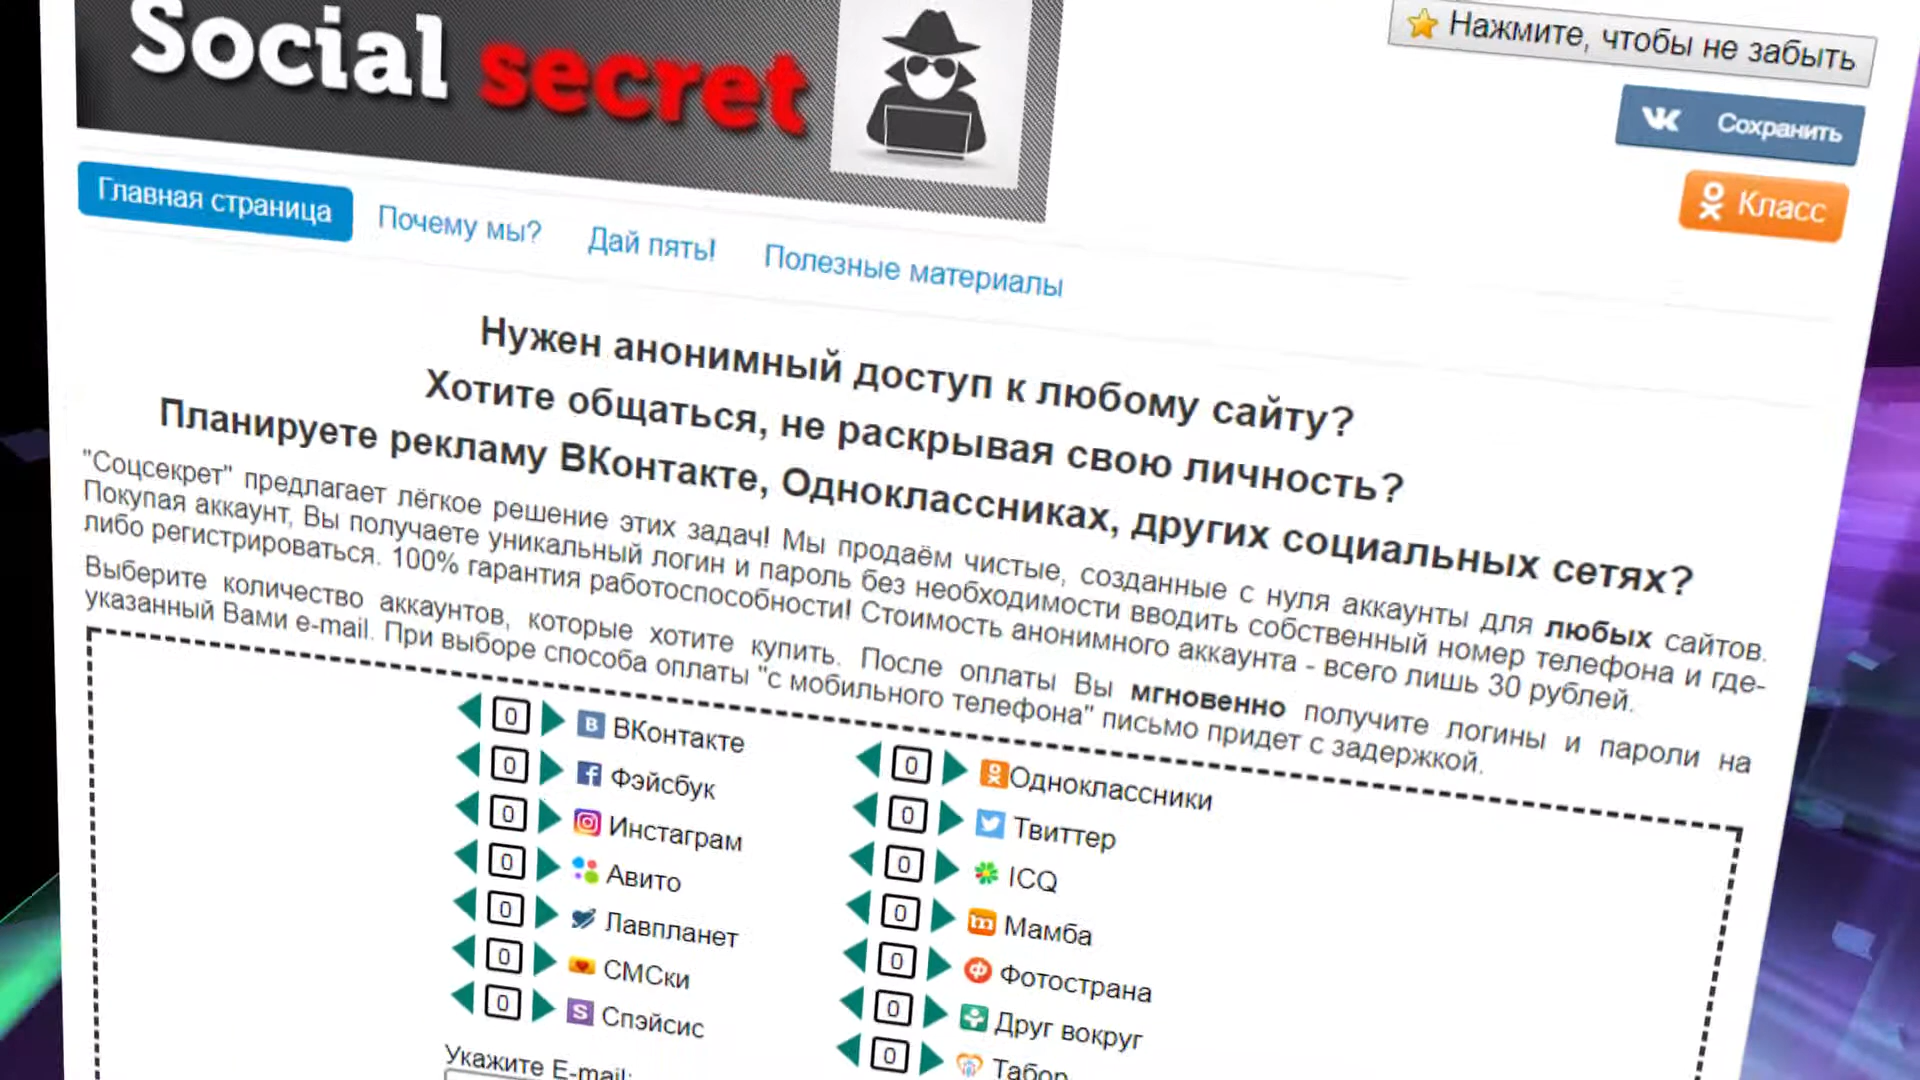 Social secret
Нажмите, чтобы не забыть
Сохранить
Класс
Главная страница Почему мы? Дай пять! Полезные материалы
Нужен анонимный доступ к любому сайту?
Хотите общаться, не раскрывая свою личность?
Планируете рекламу ВКонтакте, Одноклассниках, других социальных сетях?
"Соцсекрет" предлагает лёгкое решение этих задач! Мы продаём чистые, созданные с нуля аккаунты для любых сайтов.
Покупая аккаунт, Вы получаете уникальный логин и пароль без необходимости вводить собственный номер телефона и где-
либо регистрироваться. 100% гарантия работоспособности! Стоимость анонимного аккаунта - всего лишь 30 рублей.
Выберите количество аккаунтов, которые хотите купить. После оплаты Вы мгновенно получите логины и пароли на
указанный Вами e-mail. При выборе способа оплаты "с мобильного телефона" письмо придет с задержкой.
0 ВКонтакте
0 Фэйсбук
0 Инстаграм
0 Авито
0 Лавпланет
0 СМСки
0 Спэйсис
0 Одноклассники
0 Твиттер
0 ICQ
0 Мамба
0 Фотострана
0 Друг вокруг
0 Табор
Укажите E-mail: